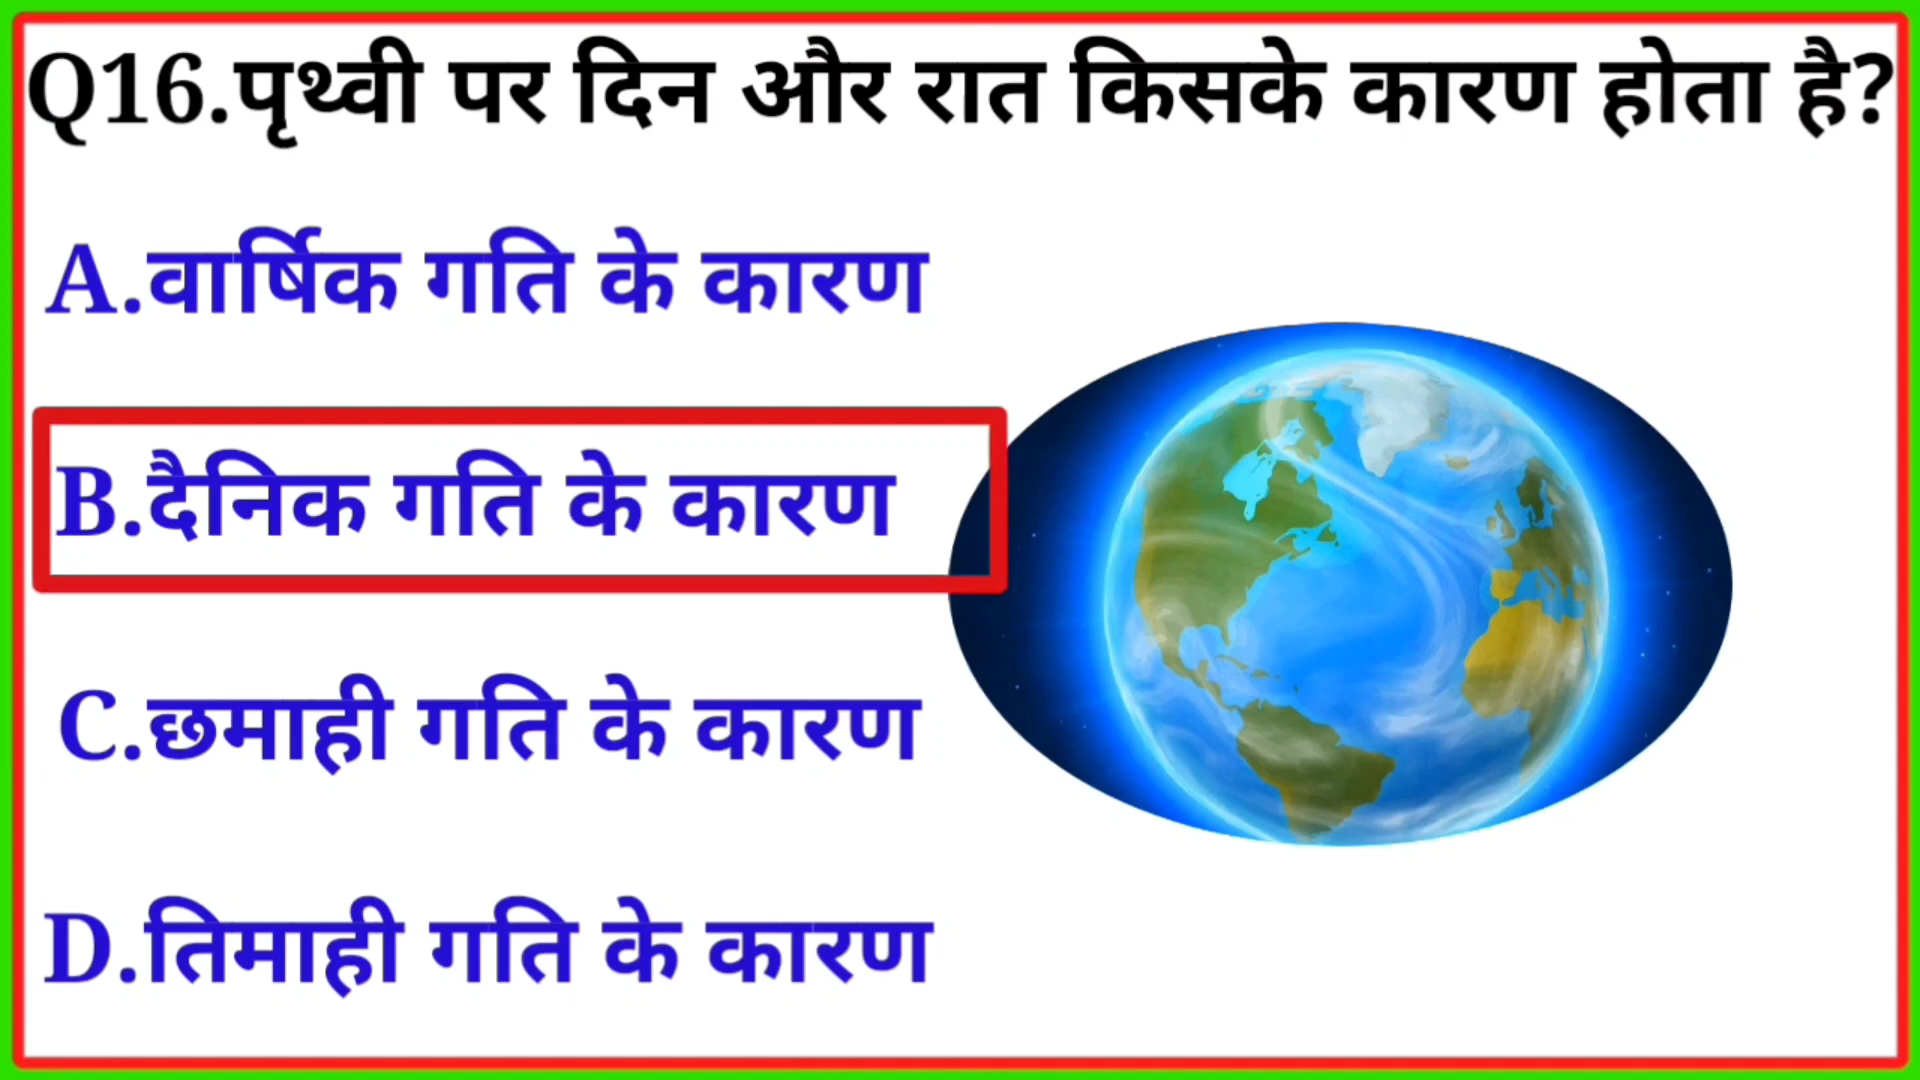 Q16.पृथ्वी पर दिन और रात किसके कारण होता है?
A.वार्षिक गति के कारण
B.दैनिक गति के कारण
C.छमाही गति के कारण
D.तिमाही गति के कारण